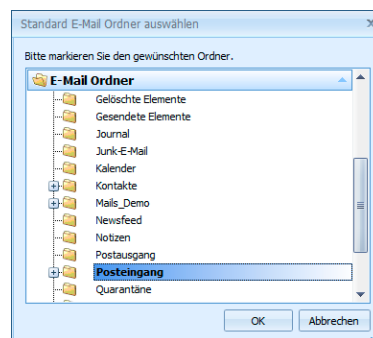 Standard E-Mail Ordner auswählen
Bitte markieren Sie den gewünschten Ordner.
E-Mail Ordner
Gelöschte Elemente
Gesendete Elemente
Journal
Junk-E-Mail
Kalender
Kontakte
Mails_Demo
Newsfeed
Notizen
Postausgang
Posteingang
Quarantäne
OK
Abbrechen